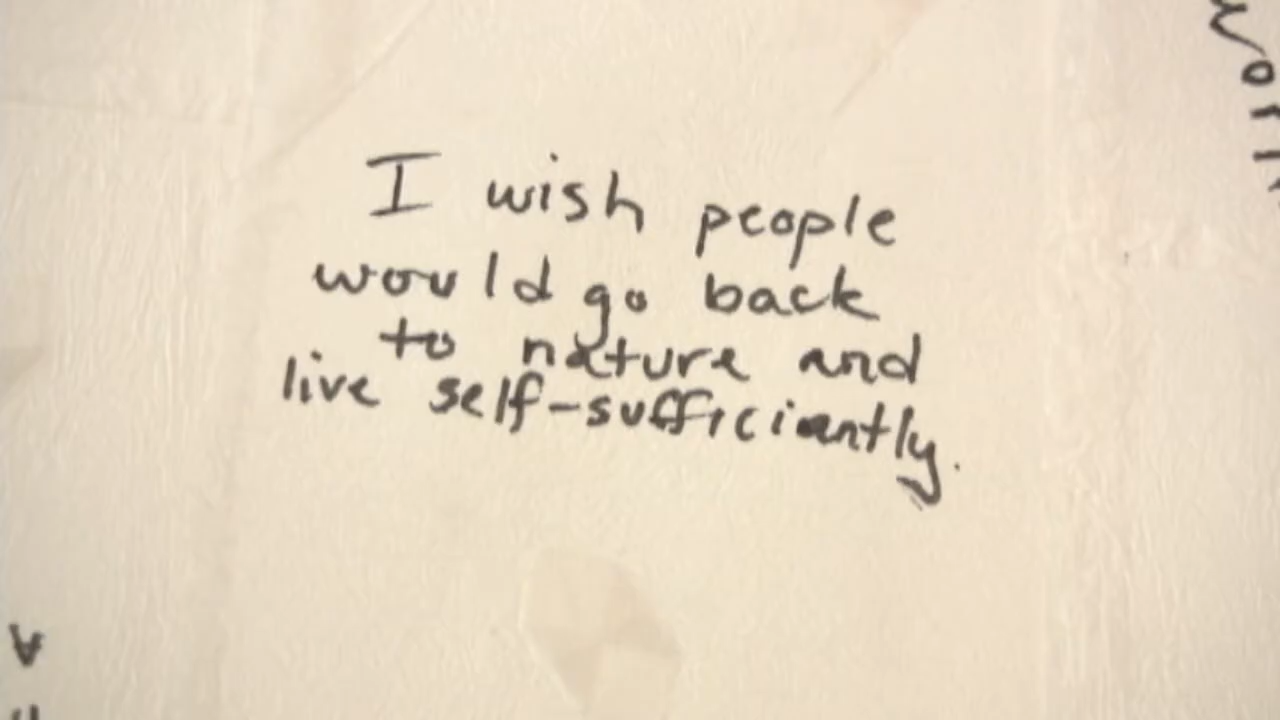 I wish people
would go back
to nature and
live self-sufficiantly.